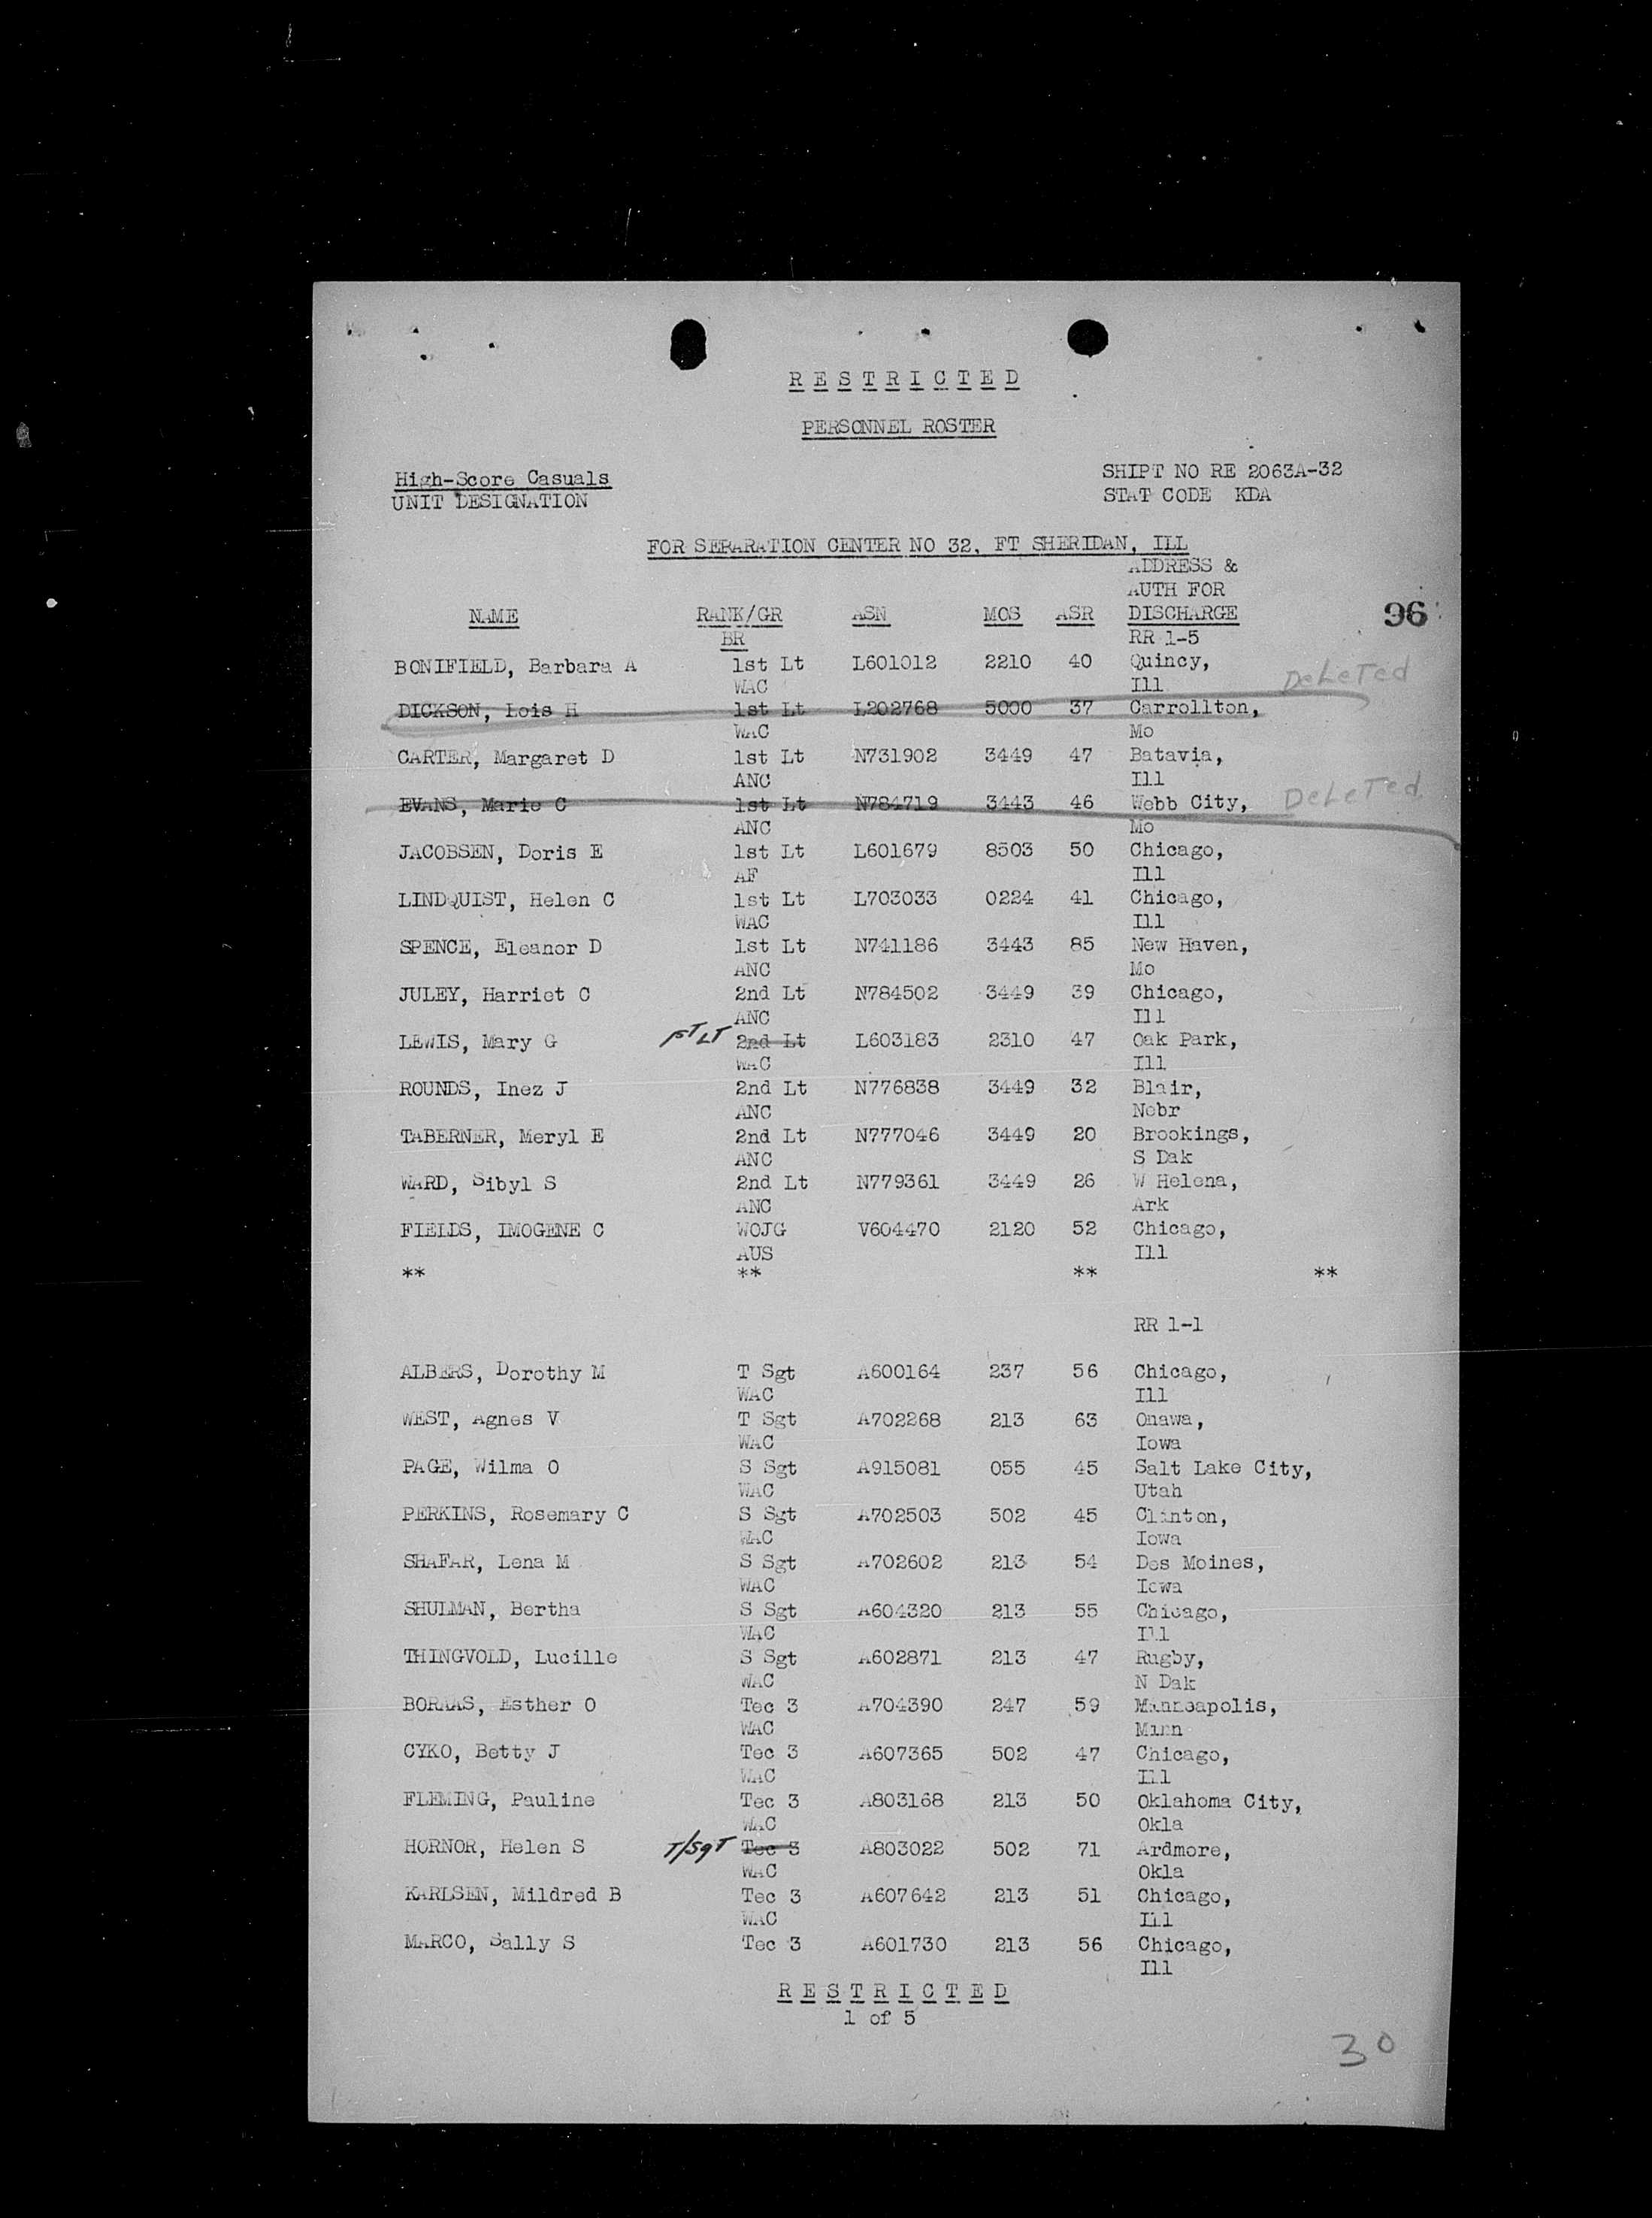 RESTRICTED
PERSONNEL ROSTER
High-Score Casuals SHIPT NO RE 2063A-32
UNIT DESIGNATION STAT CODE KDA
FOR SEPARATION CENTER NO 32, FT SHERIDAN, ILL
ADDRESS &
AUTH FOR
NAME RANK/GR ASN MOS ASR DISCHARGE 96
BR RR 1-5
BONIFIELD, Barbara A 1st Lt L601012 2210 40 Quincy,
WAC Ill DeLeTed
DICKSON, Lois H 1st Lt L202768 5000 37 Carrollton,
WAC Mo
CARTER, Margaret D 1st Lt N731902 3449 47 Batavia,
ANC Ill
EVANS, Marie C 1st Lt N784719 3443 46 Webb City, DeLeTed
ANC Mo
JACOBSEN, Doris E 1st Lt L601679 8503 50 Chicago,
AF Ill
LINDQUIST, Helen C 1st Lt L703033 0224 41 Chicago,
WAC Ill
SPENCE, Eleanor D 1st Lt N741186 3443 85 New Haven,
ANC Mo
JULEY, Harriet C 2nd Lt N784502 3449 39 Chicago,
ANC Ill
LEWIS, Mary G 1ST LT 2nd Lt L603183 2310 47 Oak Park,
WAC Ill
ROUNDS, Inez J 2nd Lt N776838 3449 32 Blair,
ANC Nebr
TABERNER, Meryl E 2nd Lt N777046 3449 20 Brookings,
ANC S Dak
WARD, Sibyl S 2nd Lt N779361 3449 26 W Helena,
ANC Ark
FIELDS, IMOGENE C WOJG V604470 2120 52 Chicago,
AUS Ill
** ** ** **
RR 1-1
ALBERS, Dorothy M T Sgt A600164 237 56 Chicago,
WAC Ill
WEST, Agnes V T Sgt A702268 213 63 Onawa,
WAC Iowa
PAGE, Wilma O S Sgt A915081 055 45 Salt Lake City,
WAC Utah
PERKINS, Rosemary C S Sgt A702503 502 45 Clinton,
WAC Iowa
SHAFAR, Lena M S Sgt A702602 213 54 Des Moines,
WAC Iowa
SHULMAN, Bertha S Sgt A604320 213 55 Chicago,
WAC Ill
THINGVOLD, Lucille S Sgt A602871 213 47 Rugby,
WAC N Dak
BORAAS, Esther O Tec 3 A704390 247 59 Minneapolis,
WAC Minn
CYKO, Betty J Tec 3 A607365 502 47 Chicago,
WAC Ill
FLEMING, Pauline Tec 3 A803168 213 50 Oklahoma City,
WAC Okla
HORNOR, Helen S T/SgT Tec 3 A803022 502 71 Ardmore,
WAC Okla
KARLSEN, Mildred B Tec 3 A607642 213 51 Chicago,
WAC Ill
MARCO, Sally S Tec 3 A601730 213 56 Chicago,
Ill
RESTRICTED
1 of 5
30